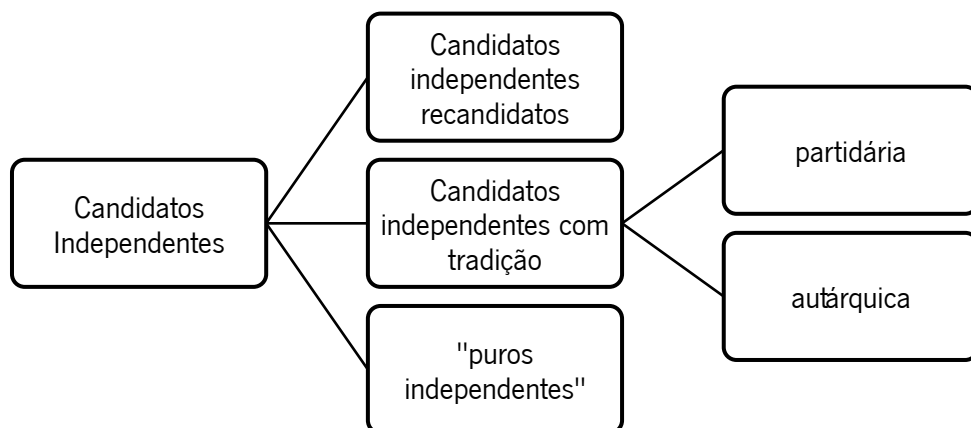 Candidatos
Independentes
Candidatos
independentes
recandidatos
Candidatos
independentes com
tradição
"puros
independentes"
partidária
autárquica